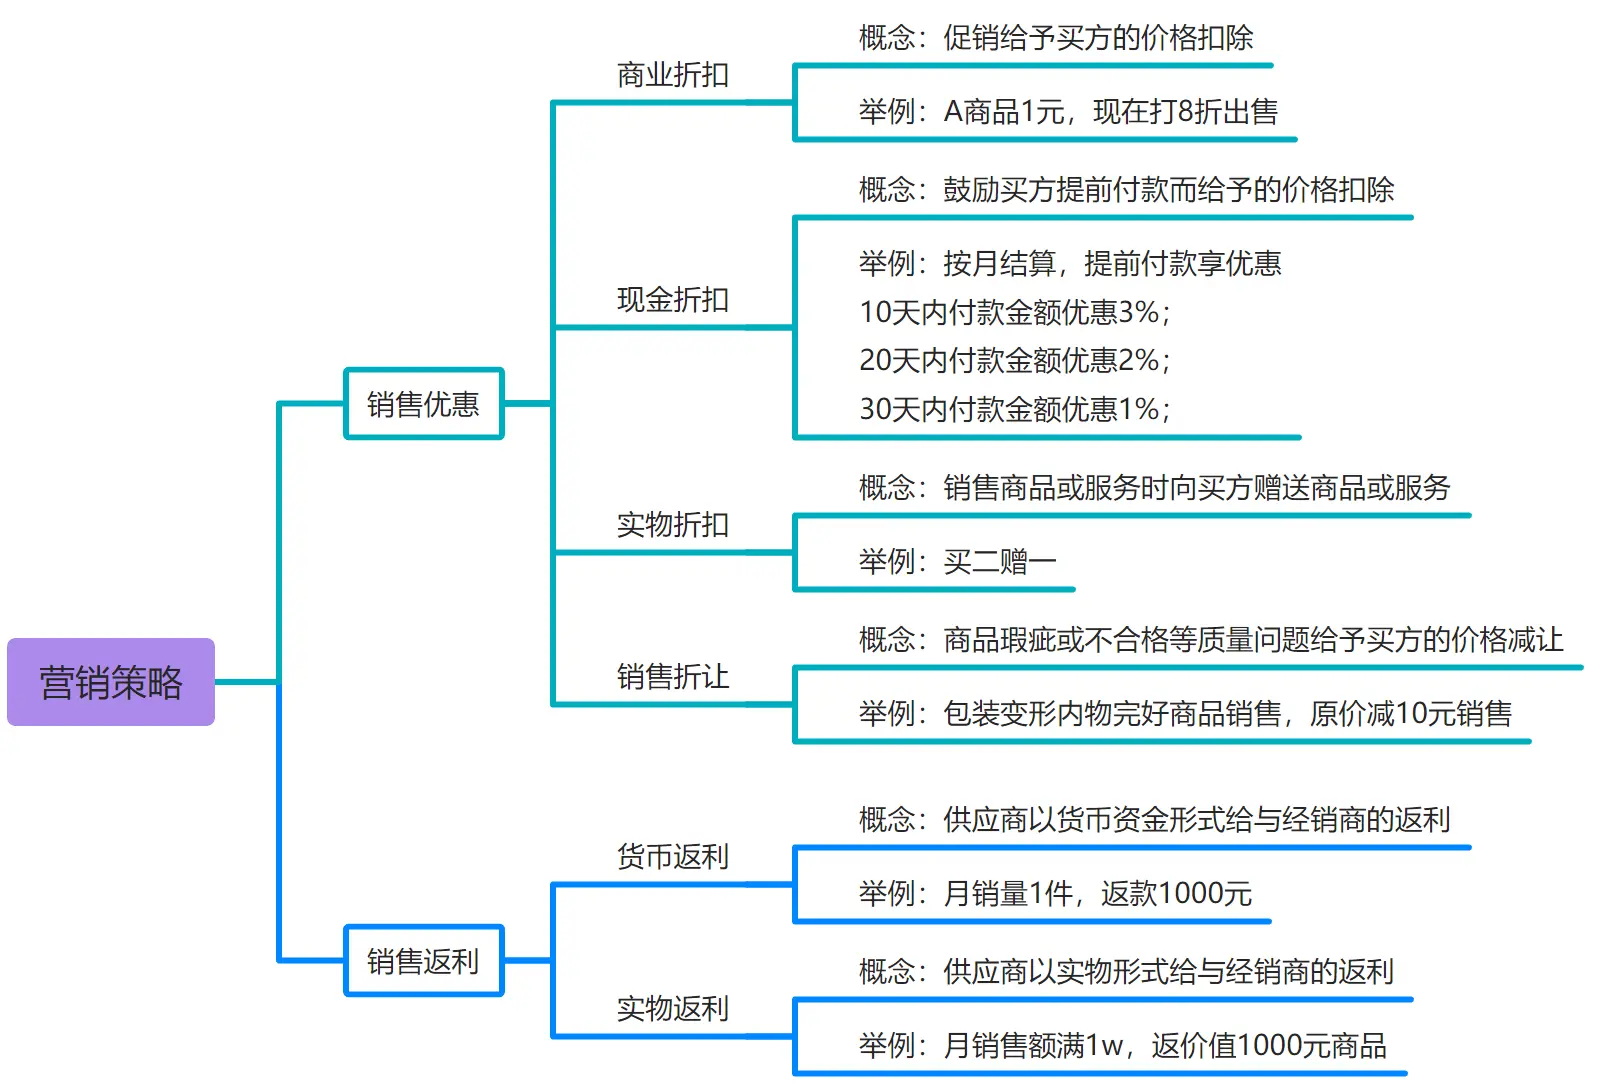 营销策略
销售优惠
商业折扣
概念：促销给予买方的价格扣除
举例：A商品1元，现在打8折出售
现金折扣
概念：鼓励买方提前付款而给予的价格扣除
举例：按月结算，提前付款享优惠
10天内付款金额优惠3%；
20天内付款金额优惠2%；
30天内付款金额优惠1%；
实物折扣
概念：销售商品或服务时向买方赠送商品或服务
举例：买二赠一
销售折让
概念：商品瑕疵或不合格等质量问题给予买方的价格减让
举例：包装变形内物完好商品销售，原价减10元销售
销售返利
货币返利
概念：供应商以货币资金形式给与经销商的返利
举例：月销量1件，返款1000元
实物返利
概念：供应商以实物形式给与经销商的返利
举例：月销售额满1w，返价值1000元商品